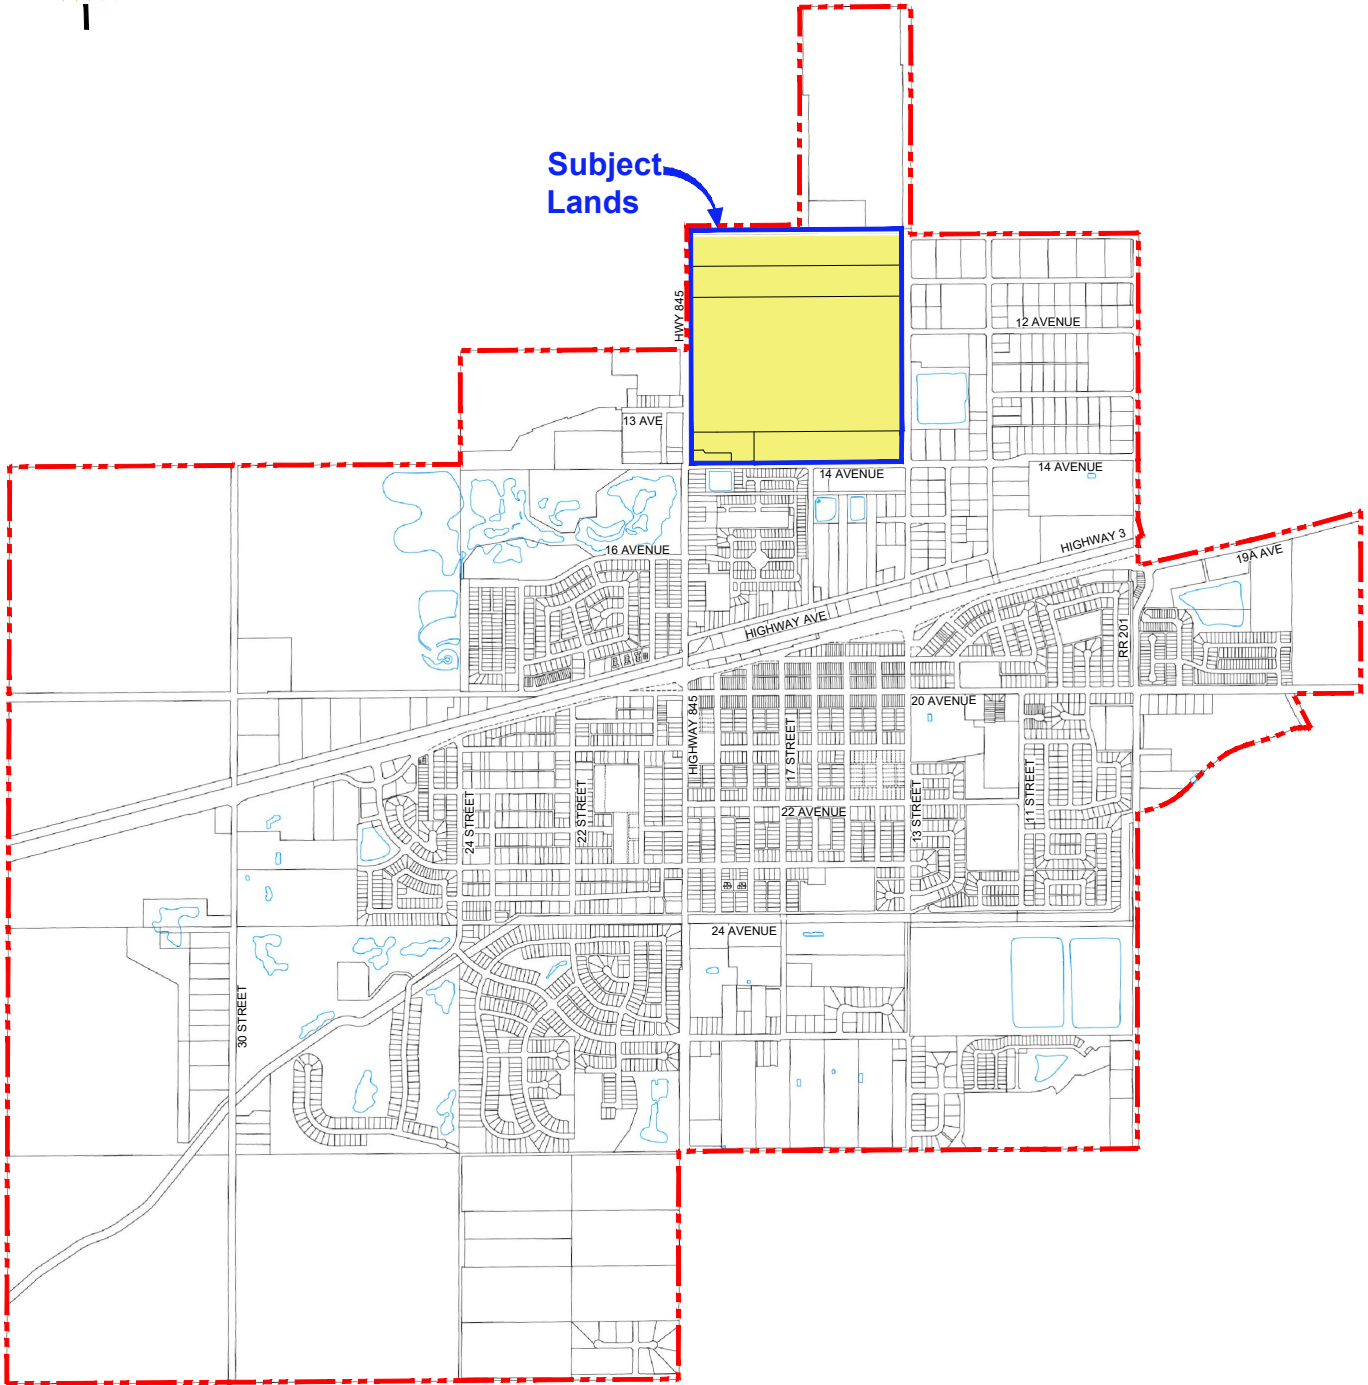 Subject
Lands
HWY 845
12 AVENUE
13 AVE
14 AVENUE
14 AVENUE
16 AVENUE
HIGHWAY 3
19A AVE
HIGHWAY AVE
RR 201
20 AVENUE
HIGHWAY 845
17 STREET
24 STREET
22 STREET
22 AVENUE
13 STREET
11 STREET
24 AVENUE
30 STREET